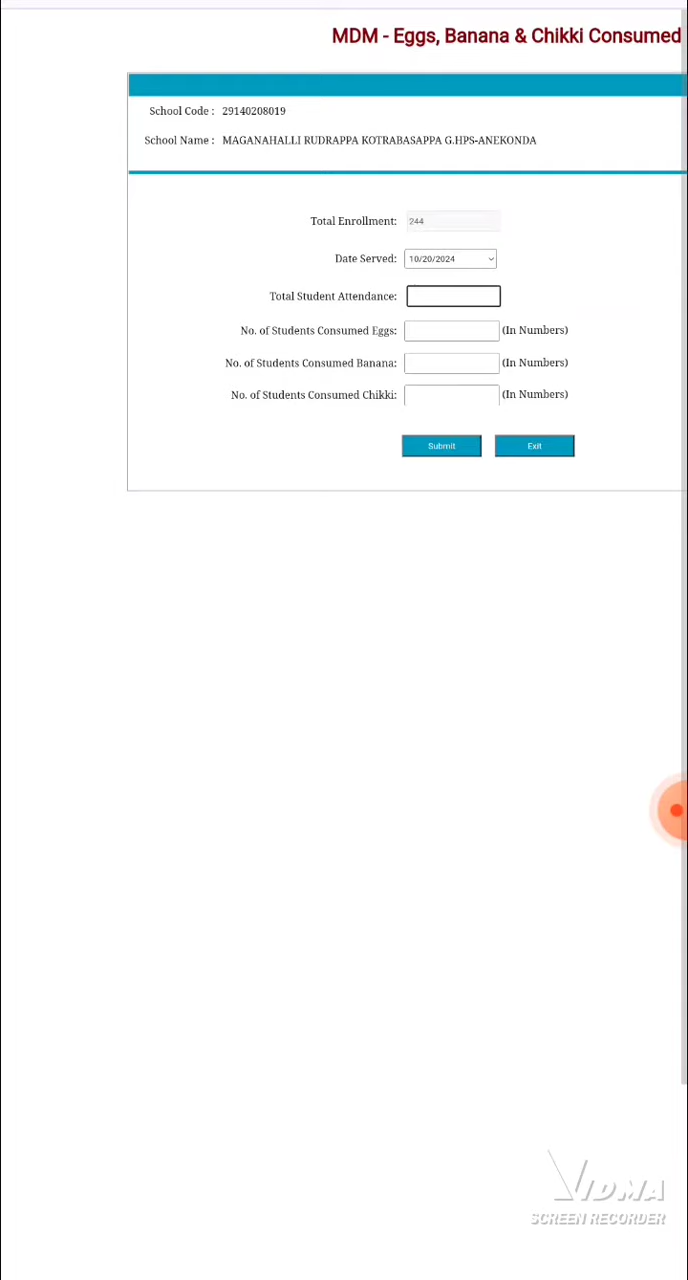 MDM - Eggs, Banana & Chikki Consumed
School Code : 29140208019
School Name : MAGANAHALLI RUDRAPPA KOTRABASAPPA G.HPS-ANEKONDA
Total Enrollment: 244
Date Served: 10/20/2024
Total Student Attendance:
No. of Students Consumed Eggs: (In Numbers)
No. of Students Consumed Banana: (In Numbers)
No. of Students Consumed Chikki: (In Numbers)
Submit Exit
VIDMA
SCREEN RECORDER